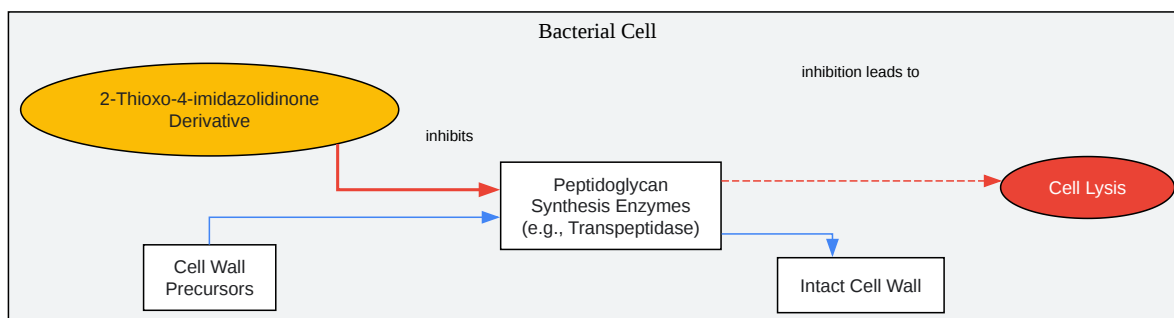 Bacterial Cell
inhibition leads to
2-Thioxo-4-imidazolidinone
Derivative
inhibits
Peptidoglycan
Synthesis Enzymes
(e.g., Transpeptidase)
Cell Lysis
Cell Wall
Precursors
Intact Cell Wall